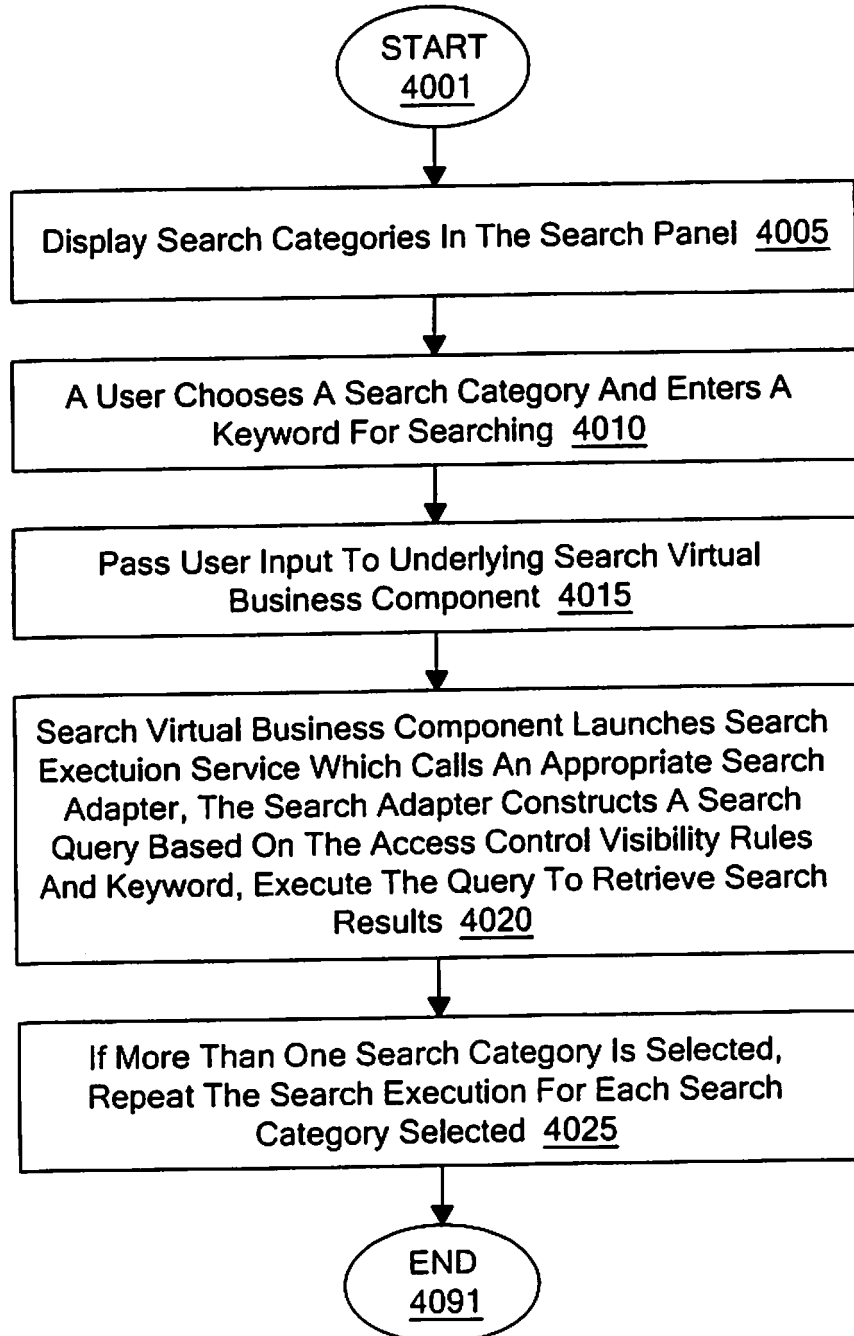 START
4001
Display Search Categories In The Search Panel 4005
A User Chooses A Search Category And Enters A
Keyword For Searching 4010
Pass User Input To Underlying Search Virtual
Business Component 4015
Search Virtual Business Component Launches Search
Exectuion Service Which Calls An Appropriate Search
Adapter, The Search Adapter Constructs A Search
Query Based On The Access Control Visibility Rules
And Keyword, Execute The Query To Retrieve Search
Results 4020
If More Than One Search Category Is Selected,
Repeat The Search Execution For Each Search
Category Selected 4025
END
4091